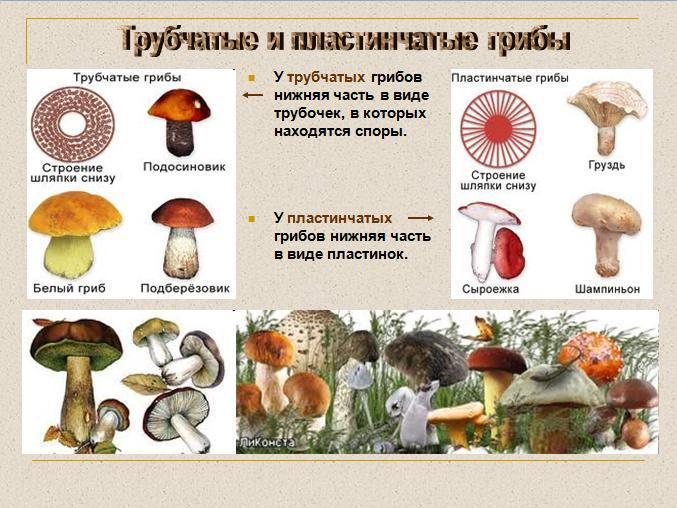 Трубчатые и пластинчатые грибы
Трубчатые грибы
Строение
шляпки снизу
Подосиновик
Белый гриб
Подберёзовик
У трубчатых грибов
нижняя часть в виде
трубочек, в которых
находятся споры.
У пластинчатых
грибов нижняя часть
в виде пластинок.
Пластинчатые грибы
Строение
шляпки снизу
Груздь
Сыроежка
Шампиньон
ЛиКонста